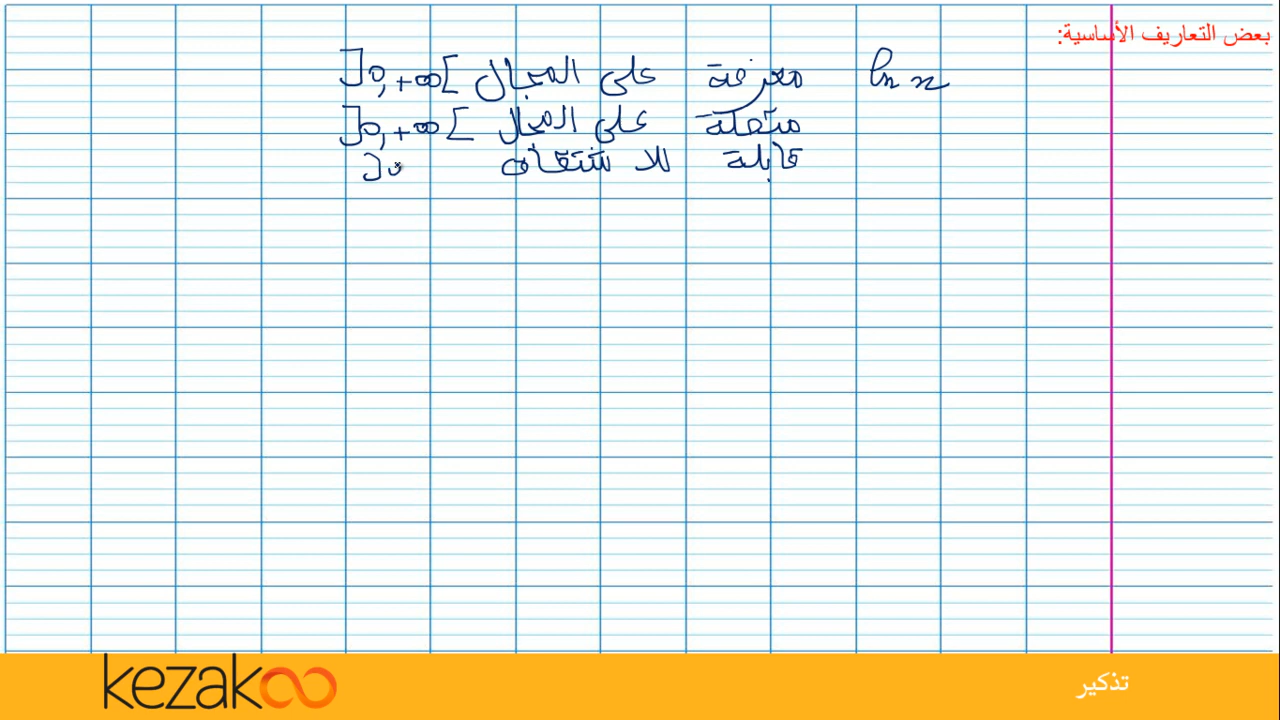 بعض التعاريف الأساسية:
ln x معرفة على المجال ]0,+∞[
متصلة على المجال ]0,+∞[
قابلة للاشتقاق ]0
kezakoo
تذكير